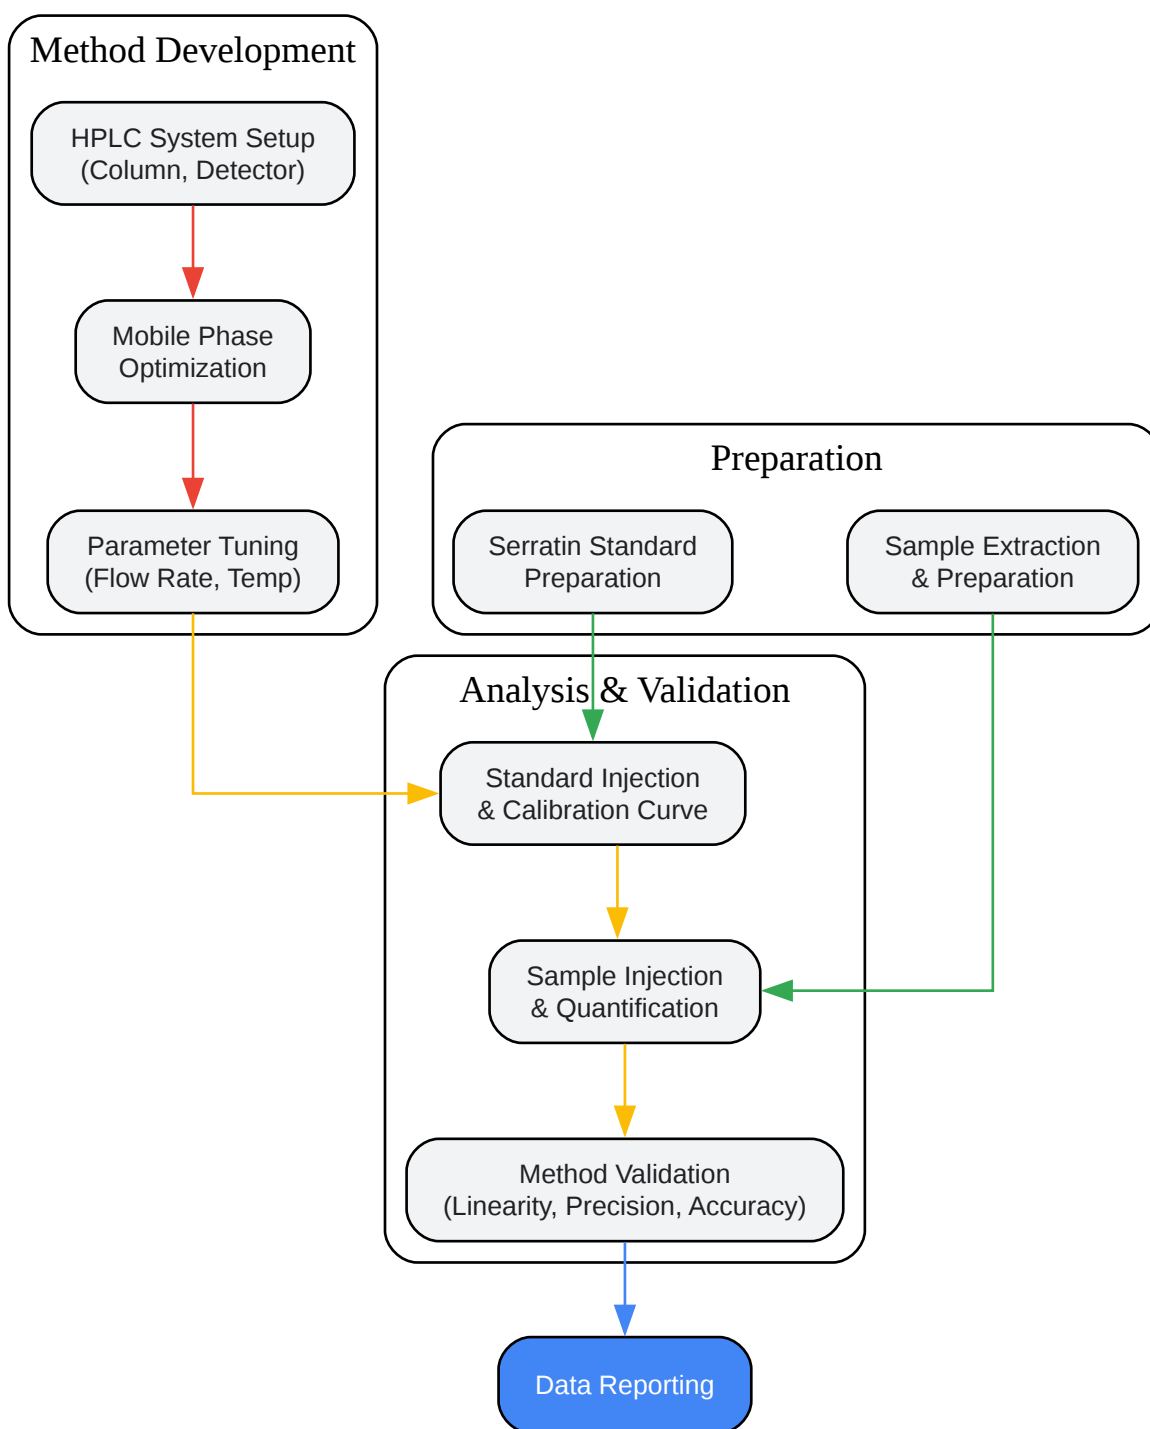 Method Development
HPLC System Setup
(Column, Detector)
Mobile Phase
Optimization
Parameter Tuning
(Flow Rate, Temp)
Preparation
Serratin Standard
Preparation
Sample Extraction
& Preparation
Analysis & Validation
Standard Injection
& Calibration Curve
Sample Injection
& Quantification
Method Validation
(Linearity, Precision, Accuracy)
Data Reporting